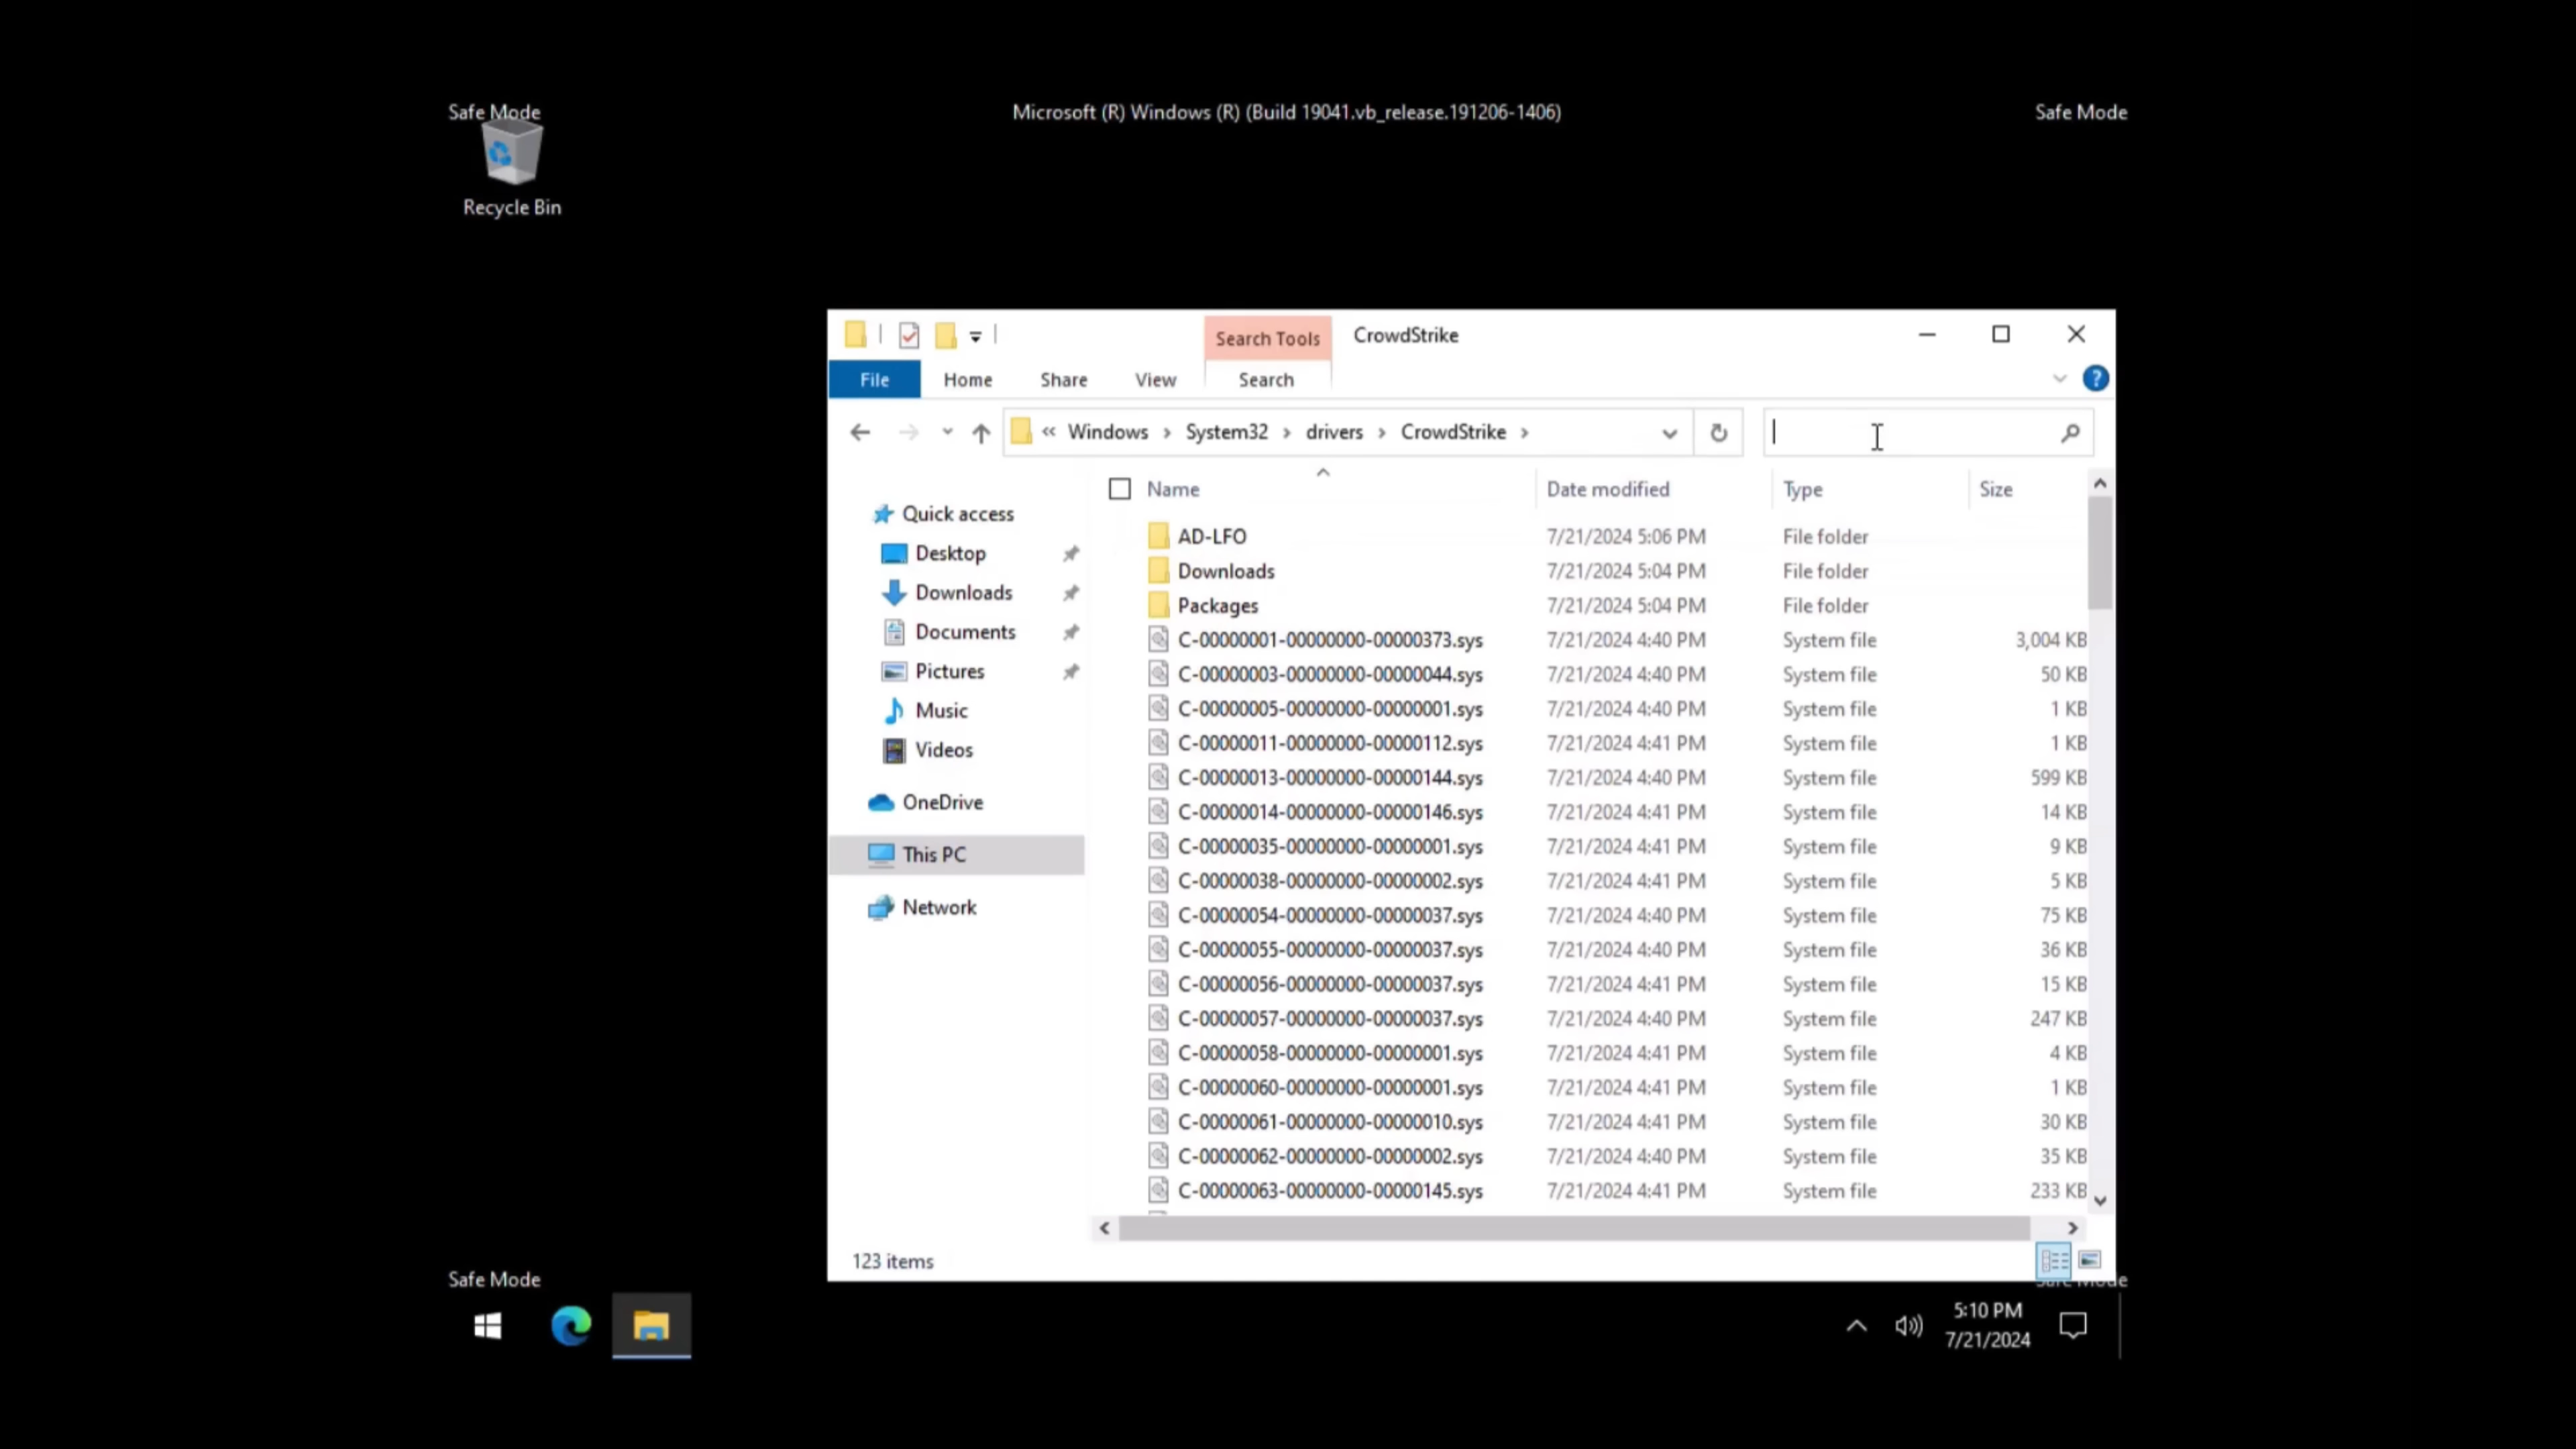 Safe Mode
Microsoft (R) Windows (R) (Build 19041.vb_release.191206-1406)
Safe Mode
Recycle Bin
Search Tools
CrowdStrike
File
Home
Share
View
Search
?
« Windows › System32 › drivers › CrowdStrike ›
Name
Date modified
Type
Size
Quick access
Desktop
Downloads
Documents
Pictures
Music
Videos
OneDrive
This PC
Network
AD-LFO 7/21/2024 5:06 PM File folder
Downloads 7/21/2024 5:04 PM File folder
Packages 7/21/2024 5:04 PM File folder
C-00000001-00000000-00000373.sys 7/21/2024 4:40 PM System file 3,004 KB
C-00000003-00000000-00000044.sys 7/21/2024 4:40 PM System file 50 KB
C-00000005-00000000-00000001.sys 7/21/2024 4:40 PM System file 1 KB
C-00000011-00000000-00000112.sys 7/21/2024 4:41 PM System file 1 KB
C-00000013-00000000-00000144.sys 7/21/2024 4:40 PM System file 599 KB
C-00000014-00000000-00000146.sys 7/21/2024 4:41 PM System file 14 KB
C-00000035-00000000-00000001.sys 7/21/2024 4:41 PM System file 9 KB
C-00000038-00000000-00000002.sys 7/21/2024 4:41 PM System file 5 KB
C-00000054-00000000-00000037.sys 7/21/2024 4:40 PM System file 75 KB
C-00000055-00000000-00000037.sys 7/21/2024 4:40 PM System file 36 KB
C-00000056-00000000-00000037.sys 7/21/2024 4:41 PM System file 15 KB
C-00000057-00000000-00000037.sys 7/21/2024 4:40 PM System file 247 KB
C-00000058-00000000-00000001.sys 7/21/2024 4:41 PM System file 4 KB
C-00000060-00000000-00000001.sys 7/21/2024 4:41 PM System file 1 KB
C-00000061-00000000-00000010.sys 7/21/2024 4:41 PM System file 30 KB
C-00000062-00000000-00000002.sys 7/21/2024 4:40 PM System file 35 KB
C-00000063-00000000-00000145.sys 7/21/2024 4:41 PM System file 233 KB
123 items
Safe Mode
Safe Mode
5:10 PM
7/21/2024